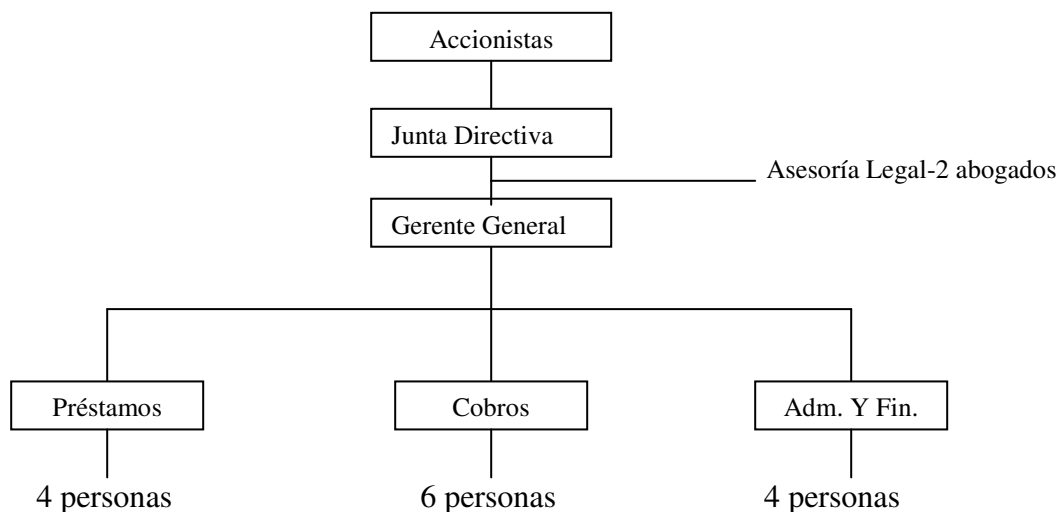 Accionistas
Junta Directiva
Asesoría Legal-2 abogados
Gerente General
Préstamos
Cobros
Adm. Y Fin.
4 personas
6 personas
4 personas